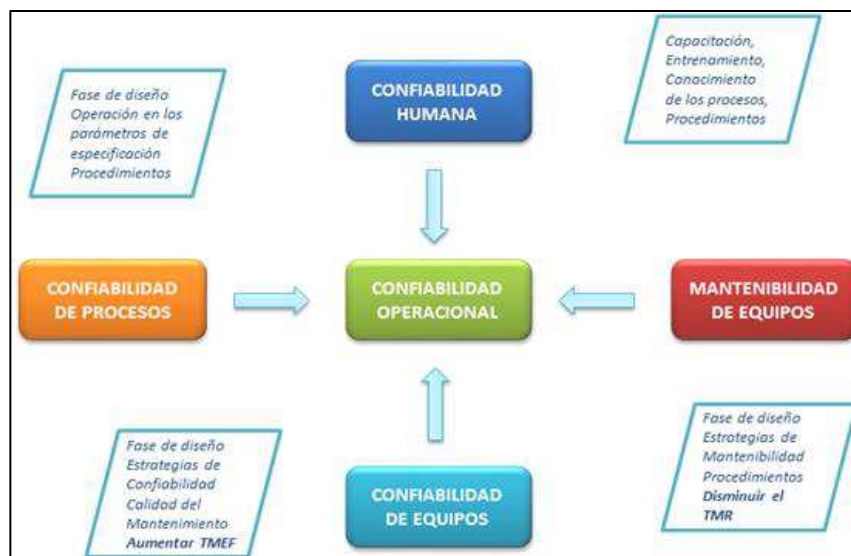 Fase de diseño
Operación en los
parámetros de
especificación
Procedimientos
CONFIABILIDAD
HUMANA
Capacitación,
Entrenamiento,
Conocimiento
de los procesos,
Procedimientos
CONFIABILIDAD
DE PROCESOS
CONFIABILIDAD
OPERACIONAL
MANTENIBILIDAD
DE EQUIPOS
Fase de diseño
Estrategias de
Confiabilidad
Calidad del
Mantenimiento
Aumentar TMEF
CONFIABILIDAD
DE EQUIPOS
Fase de diseño
Estrategias de
Mantenibilidad
Procedimientos
Disminuir el
TMR